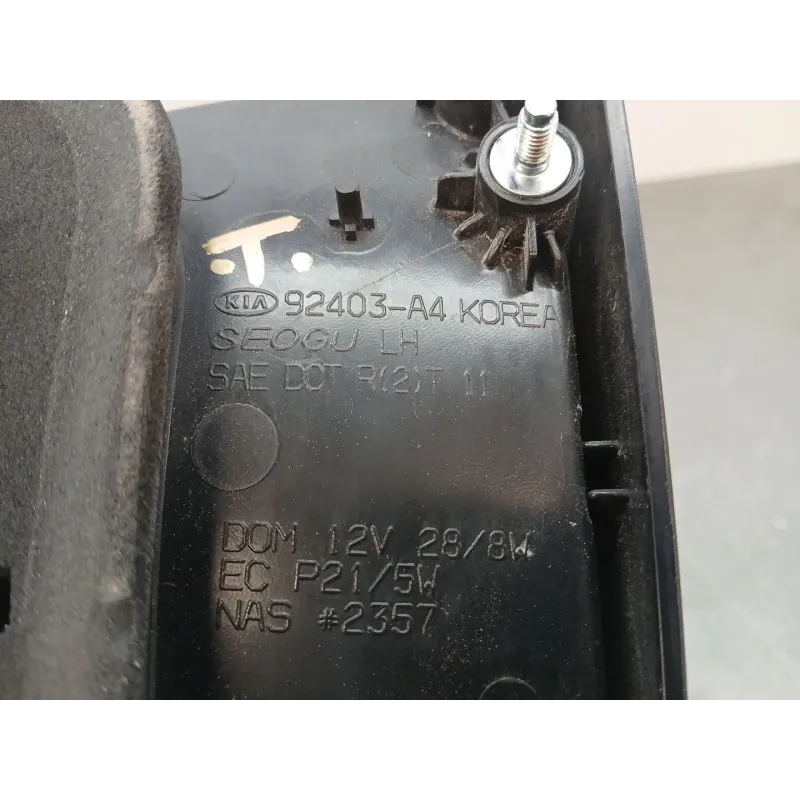 .T.
KIA 92403-A4 KOREA
SEOGU LH
SAE DOT R(2)T 11
DOM 12V 28/8W
EC P21/5W
NAS #2357